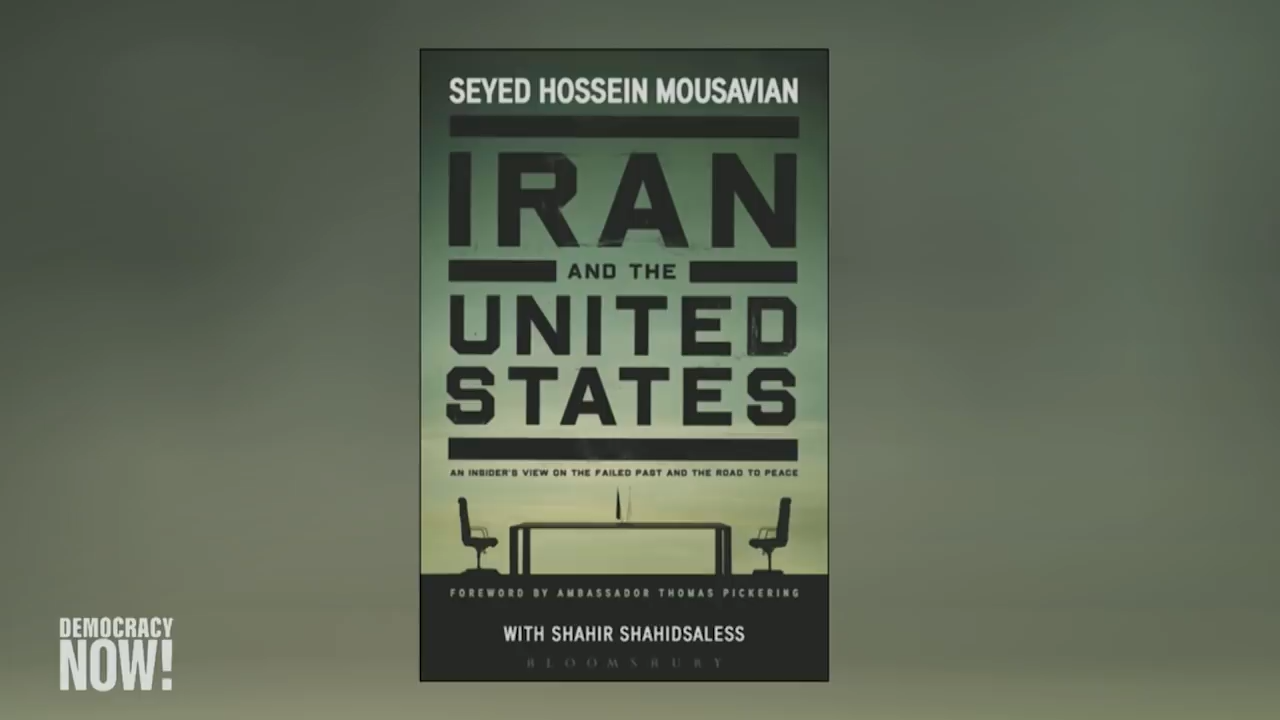 SEYED HOSSEIN MOUSAVIAN
IRAN
AND THE
UNITED
STATES
AN INSIDER'S VIEW ON THE FAILED PAST AND THE ROAD TO PEACE
FOREWORD BY AMBASSADOR THOMAS PICKERING
WITH SHAHIR SHAHIDSALESS
BLOOMSBURY
DEMOCRACY
NOW!